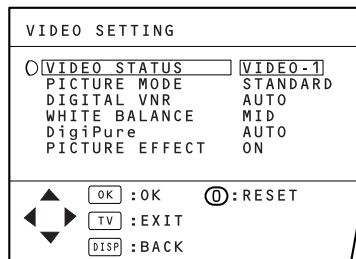 VIDEO SETTING
VIDEO STATUS VIDEO-1
PICTURE MODE STANDARD
DIGITAL VNR AUTO
WHITE BALANCE MID
DigiPure AUTO
PICTURE EFFECT ON
OK :OK 0:RESET
TV :EXIT
DISP :BACK